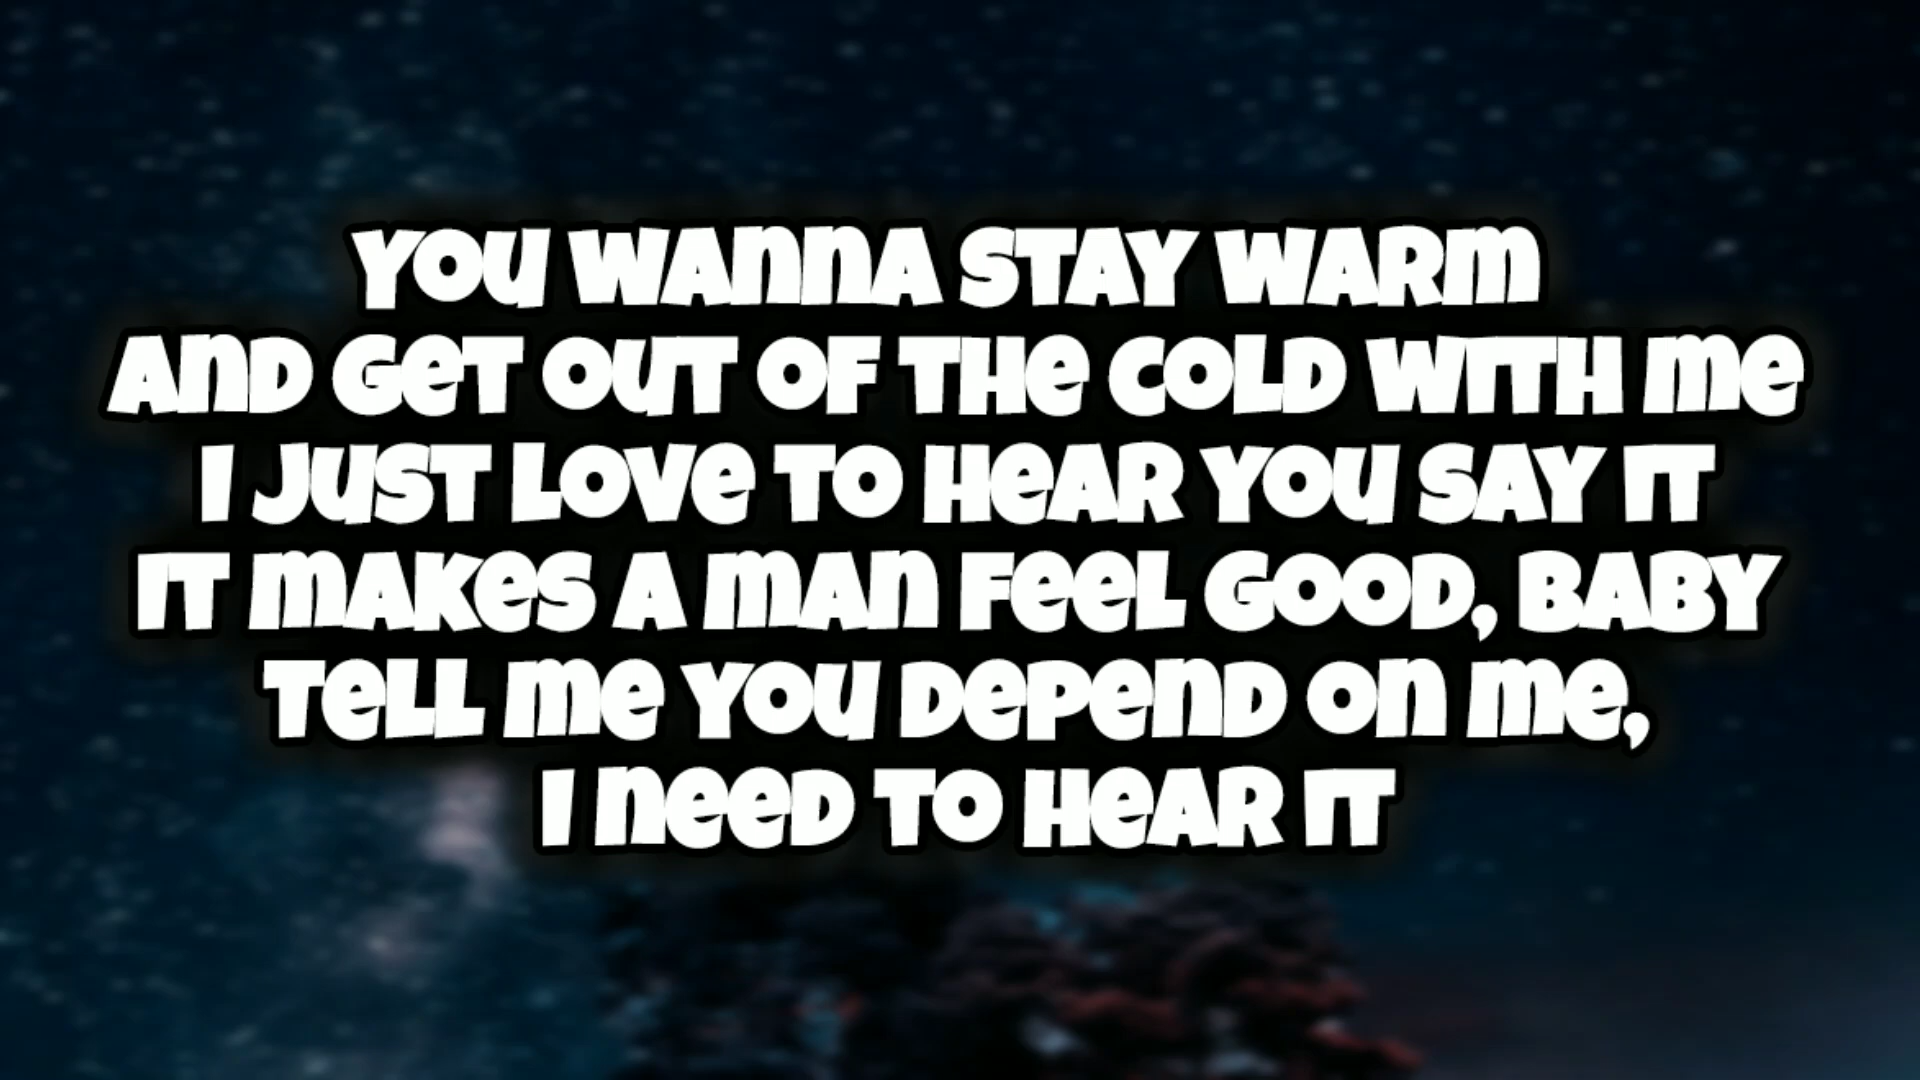 You wanna stay warm
and get out of the cold with me
I just love to hear you say it
It makes a man feel good, baby
Tell me you depend on me,
I need to hear it